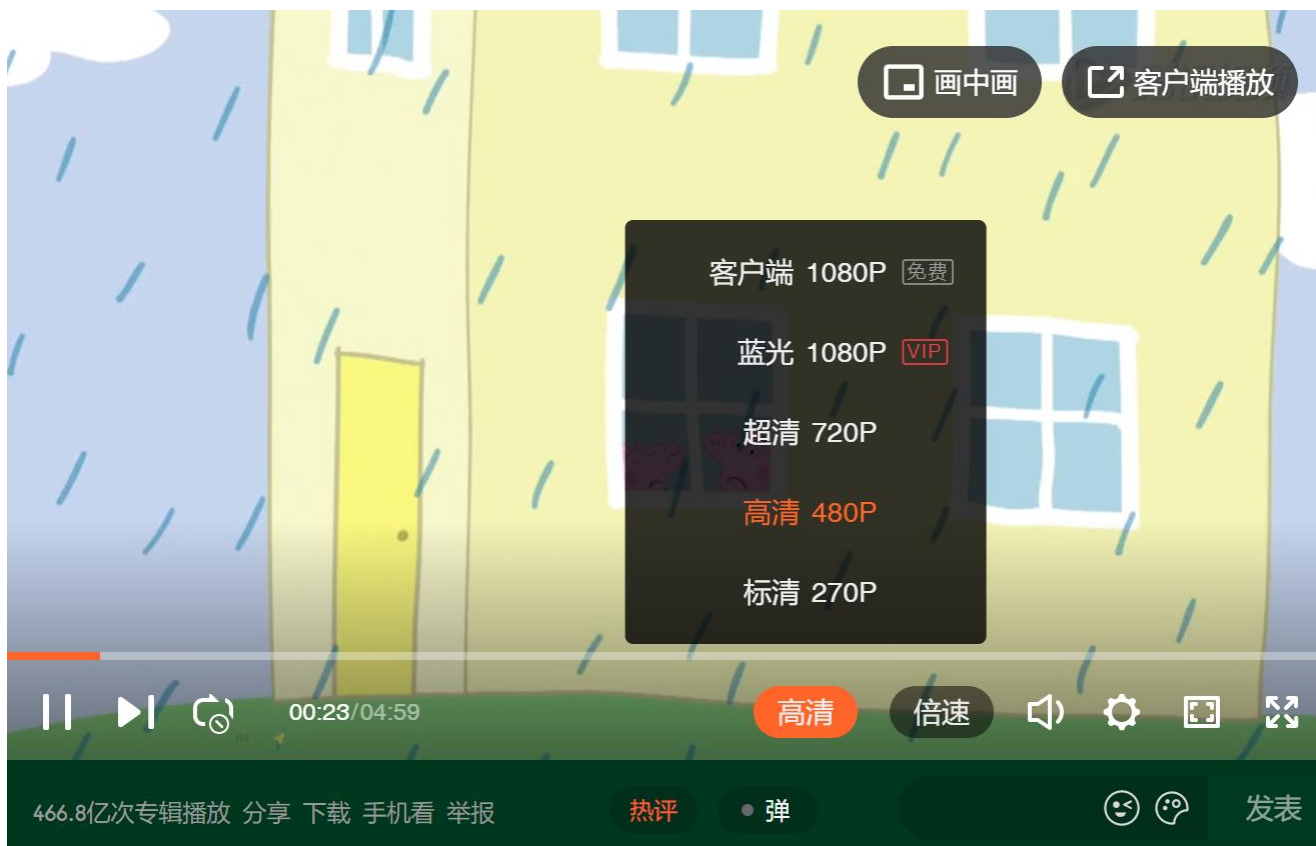 画中画 客户端播放
客户端 1080P 免费
蓝光 1080P VIP
超清 720P
高清 480P
标清 270P
00:23/04:59 高清 倍速
466.8亿次专辑播放 分享 下载 手机看 举报 热评 弹 发表